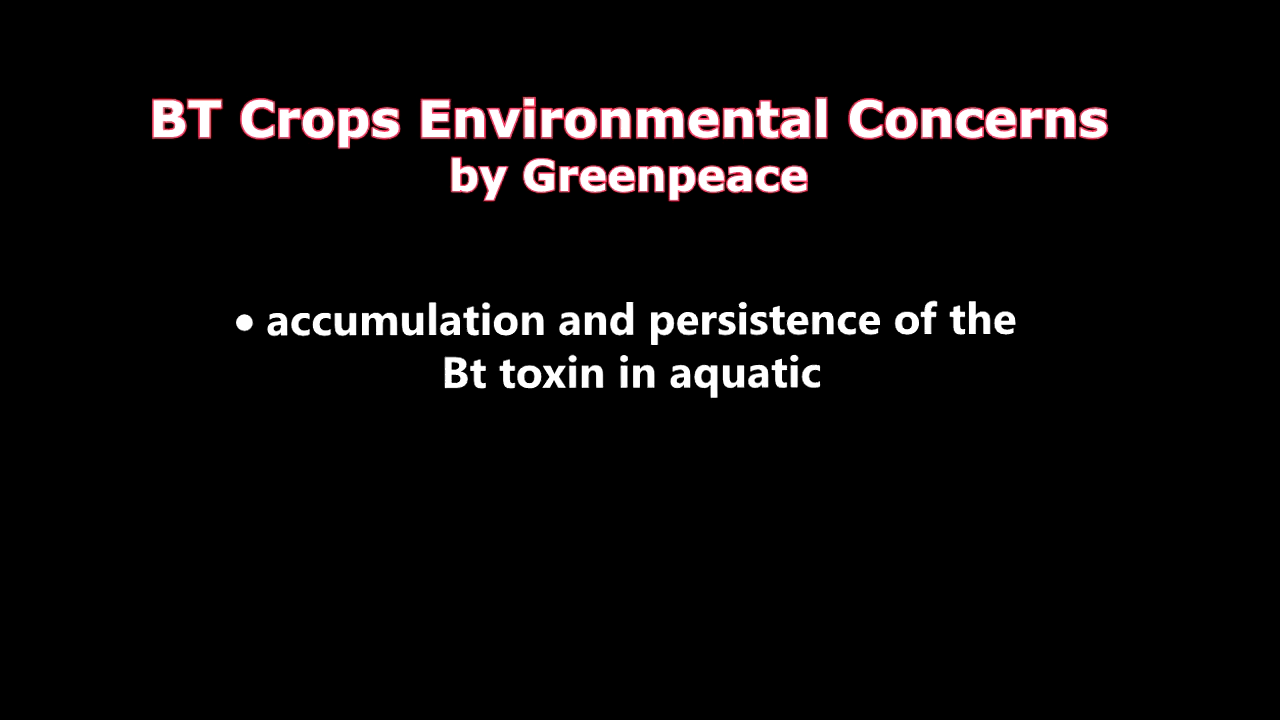 BT Crops Environmental Concerns
by Greenpeace
• accumulation and persistence of the
Bt toxin in aquatic